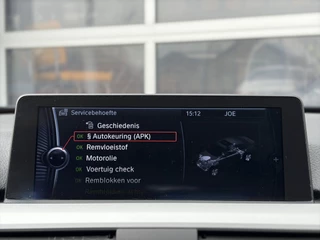 Servicebehoefte 15:12 JOE
Geschiedenis
OK § Autokeuring (APK)
OK Remvloeistof
OK Motorolie
OK Voertuig check
OK Remblokken voor